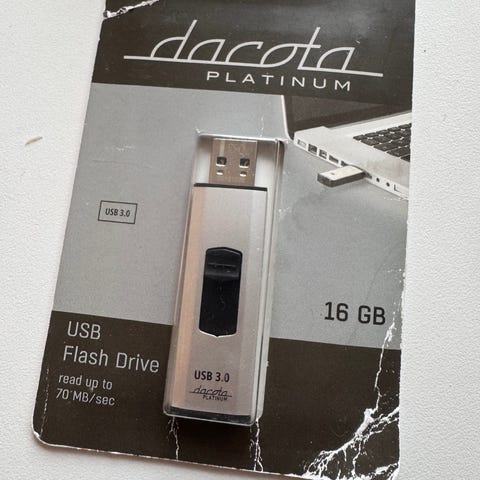 dacota
PLATINUM
USB 3.0
16 GB
USB
Flash Drive
read up to
70 MB/sec
USB 3.0
dacota
PLATINUM